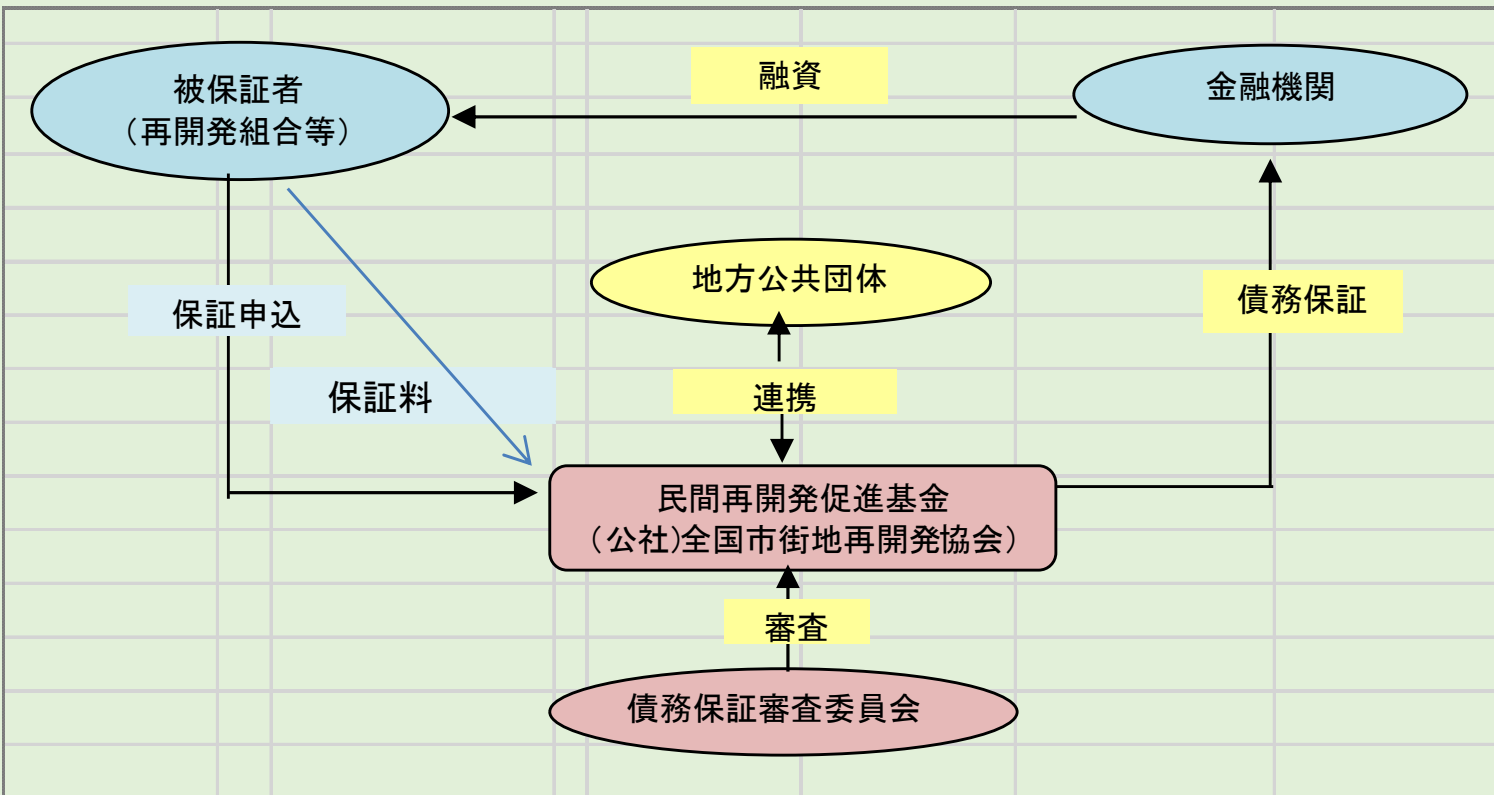 被保証者
（再開発組合等）
融資
金融機関
地方公共団体
保証申込
債務保証
保証料
連携
民間再開発促進基金
（公社）全国市街地再開発協会）
審査
債務保証審査委員会